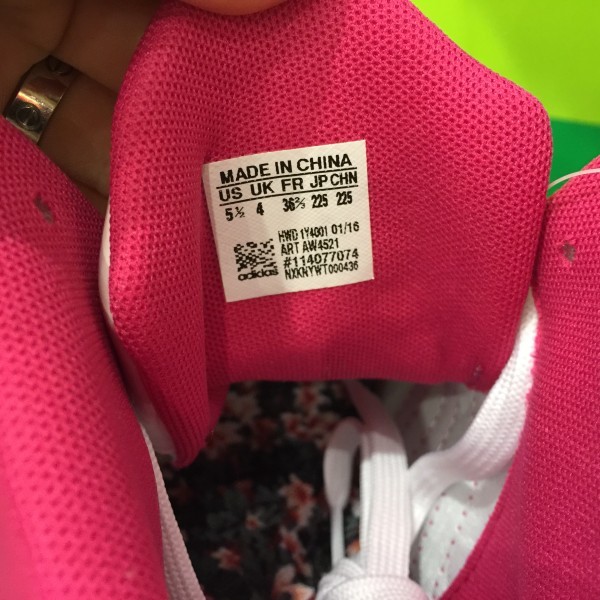 MADE IN CHINA
US UK FR JP CHN
5½ 4 36⅔ 225 225
HWD 1Y4001 01/16
ART AW4521
#114077074
NXKNYWT000436
adidas